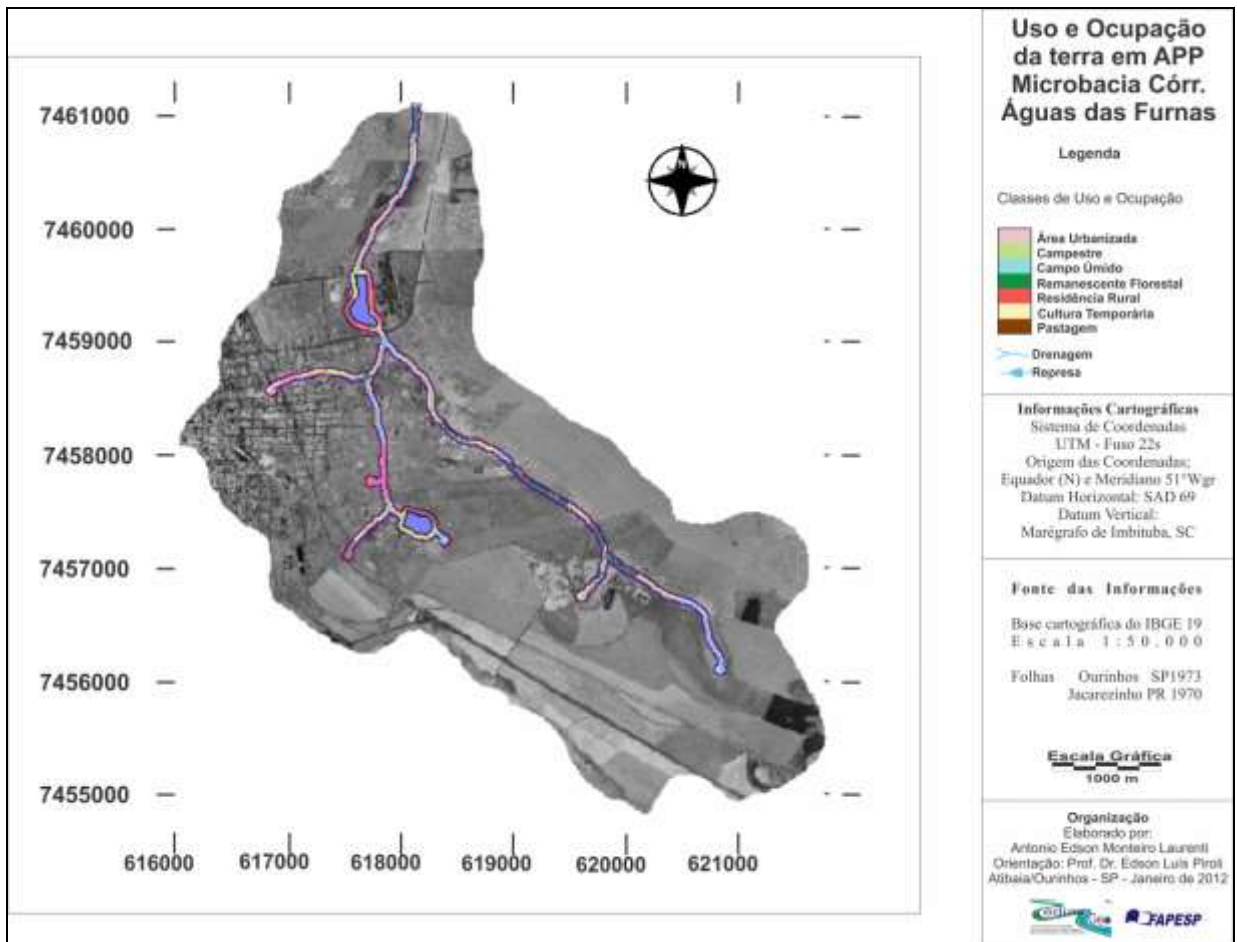 Uso e Ocupação
da terra em APP
Microbacia Córr.
Águas das Furnas
Legenda
Classes de Uso e Ocupação
Área Urbanizada
Campestre
Campo Úmido
Remanescente Florestal
Residência Rural
Cultura Temporária
Pastagem
Drenagem
Represa
Informações Cartográficas
Sistema de Coordenadas
UTM - Fuso 22s
Origem das Coordenadas;
Equador (N) e Meridiano 51°Wgr
Datum Horizontal: SAD 69
Datum Vertical:
Marégrafo de Imbituba, SC
Fonte das Informações
Base cartográfica do IBGE 19
Escala 1:50.000
Folhas Ourinhos SP1973
Jacarezinho PR 1970
Escala Gráfica
1000 m
Organização
Elaborado por:
Antonio Edson Monteiro Laurenti
Orientação: Prof. Dr. Edson Luís Piroli
Atibaia/Ourinhos - SP - Janeiro de 2012
FAPESP
N
7461000
7460000
7459000
7458000
7457000
7456000
7455000
616000 617000 618000 619000 620000 621000